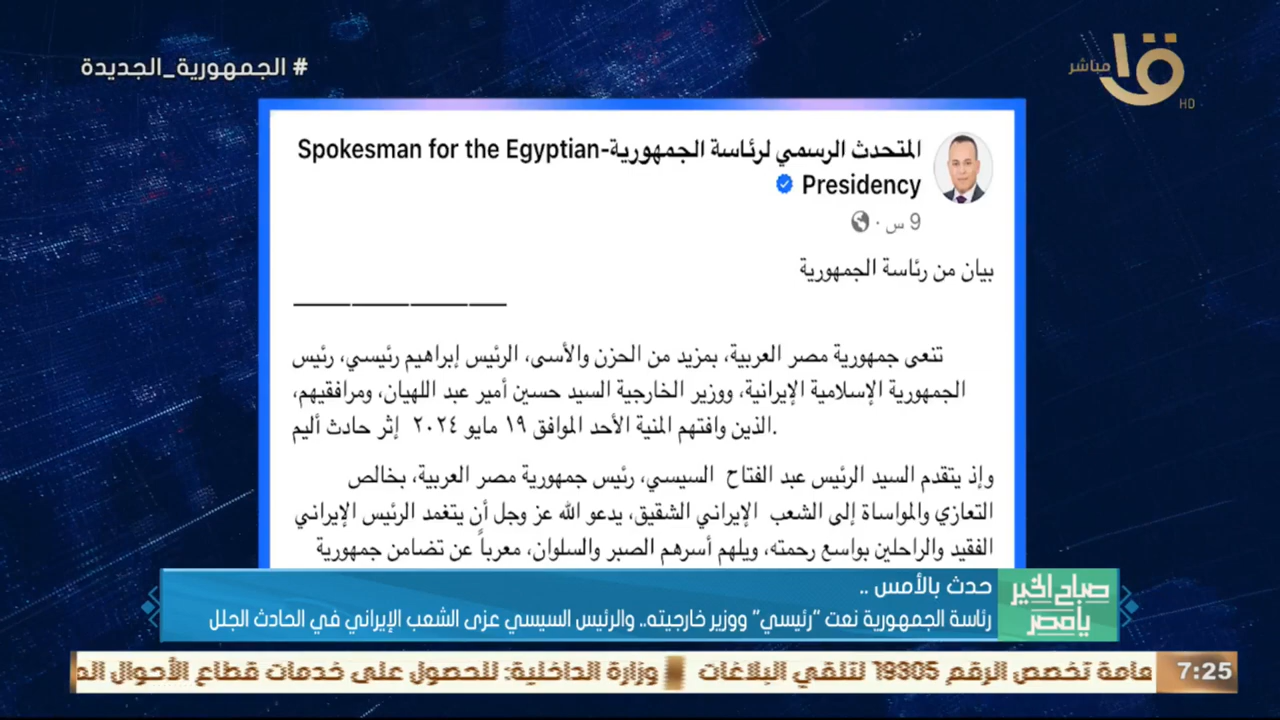 # الجمهورية_الجديدة
مباشر
HD
المتحدث الرسمي لرئاسة الجمهورية-Spokesman for the Egyptian
Presidency
9 س ·
بيان من رئاسة الجمهورية
ـــــــــــــــــــــــــ
تنعى جمهورية مصر العربية، بمزيد من الحزن والأسى، الرئيس إبراهيم رئيسي، رئيس
الجمهورية الإسلامية الإيرانية، ووزير الخارجية السيد حسين أمير عبد اللهيان، ومرافقيهم،
الذين وافتهم المنية الأحد الموافق ١٩ مايو ٢٠٢٤ إثر حادث أليم.
وإذ يتقدم السيد الرئيس عبد الفتاح السيسي، رئيس جمهورية مصر العربية، بخالص
التعازي والمواساة إلى الشعب الإيراني الشقيق، يدعو الله عز وجل أن يتغمد الرئيس الإيراني
الفقيد والراحلين بواسع رحمته، ويلهم أسرهم الصبر والسلوان، معرباً عن تضامن جمهورية
صباح الخير
يا مصر
حدث بالأمس ..
رئاسة الجمهورية نعت "رئيسي" ووزير خارجيته.. والرئيس السيسي عزى الشعب الإيراني في الحادث الجلل
7:25
تخصص الرقم 19805 لتلقي البلاغات وزارة الداخلية: للحصول على خدمات قطاع الأحوال